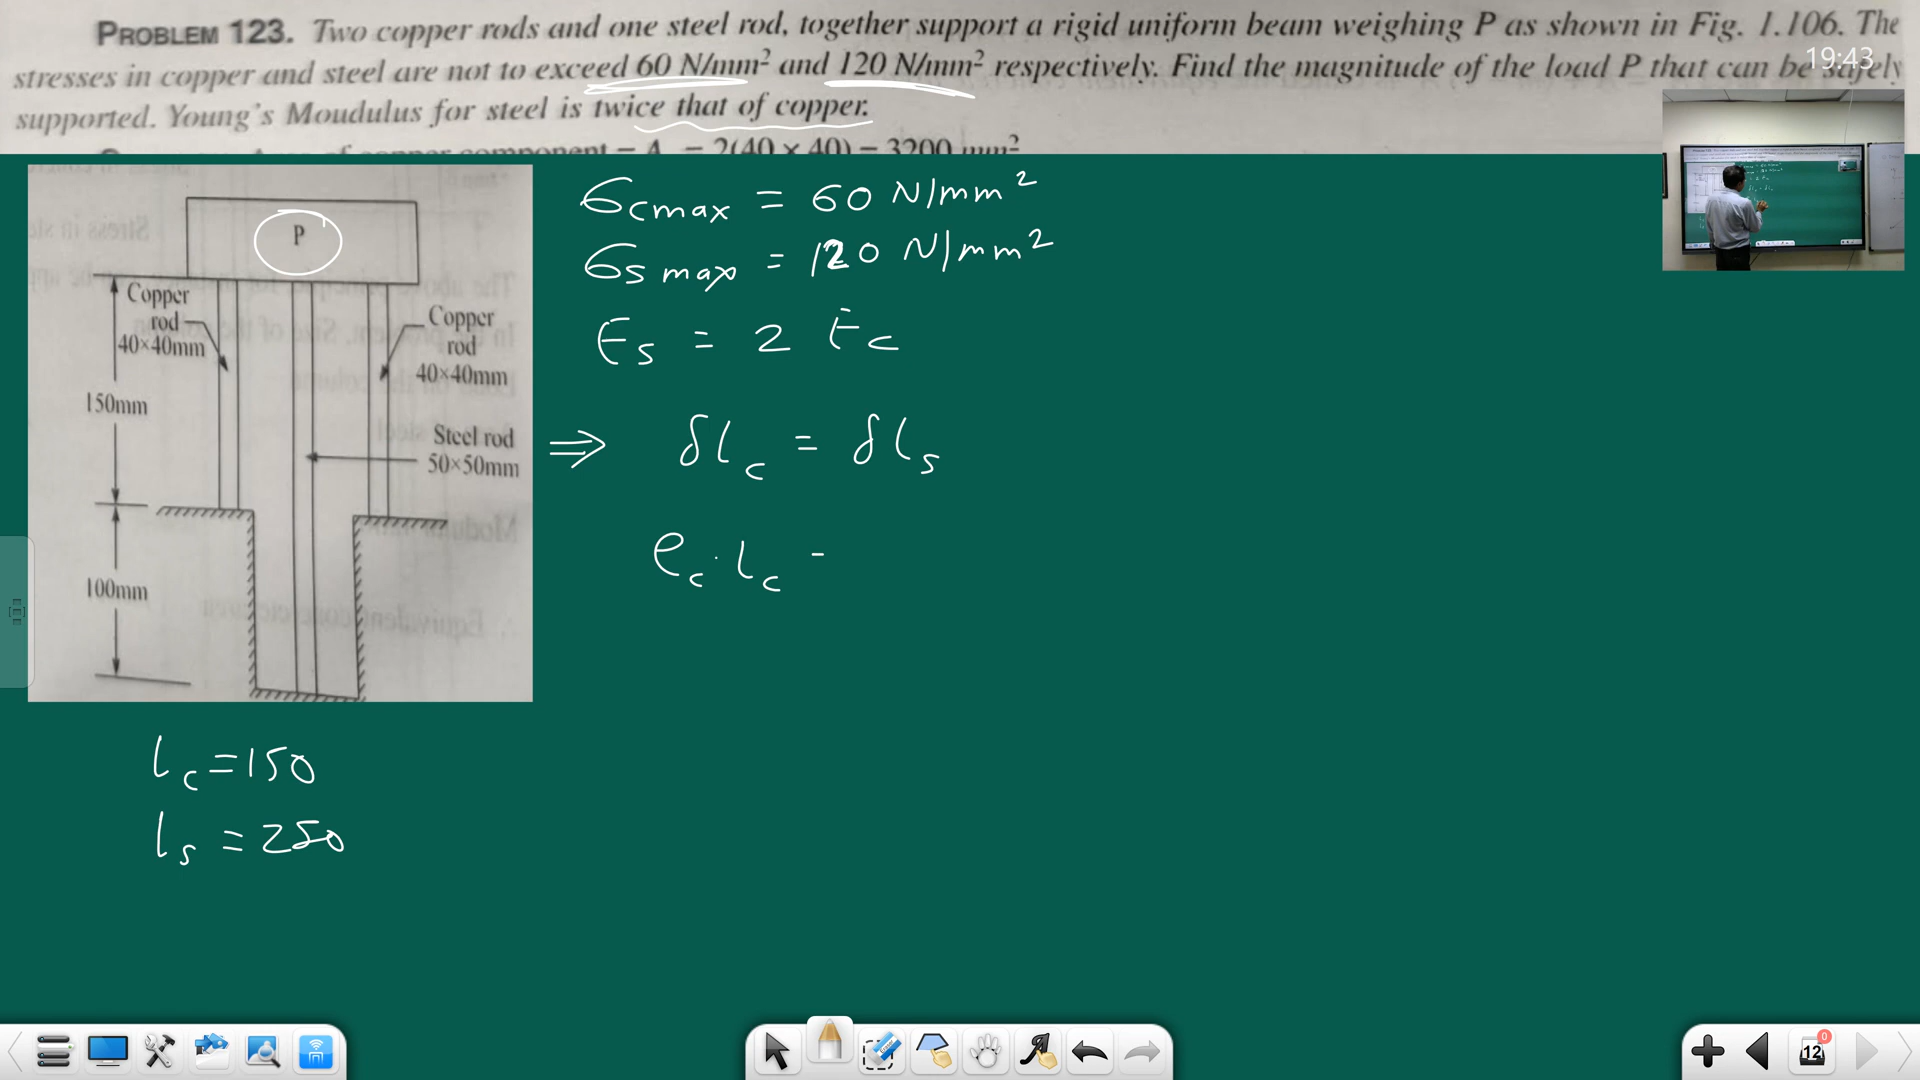 PROBLEM 123. Two copper rods and one steel rod, together support a rigid uniform beam weighing P as shown in Fig. 1.106. The
stresses in copper and steel are not to exceed 60 N/mm² and 120 N/mm² respectively. Find the magnitude of the load P that can be safely
supported. Young's Moudulus for steel is twice that of copper.
19:43
P
Copper
rod
40×40mm
Copper
rod
40×40mm
150mm
Steel rod
50×50mm
100mm
σcmax = 60 N/mm²
σs max = 120 N/mm²
Es = 2 Ec
⇒ δlc = δls
ec · lc =
lc = 150
ls = 250
12
0